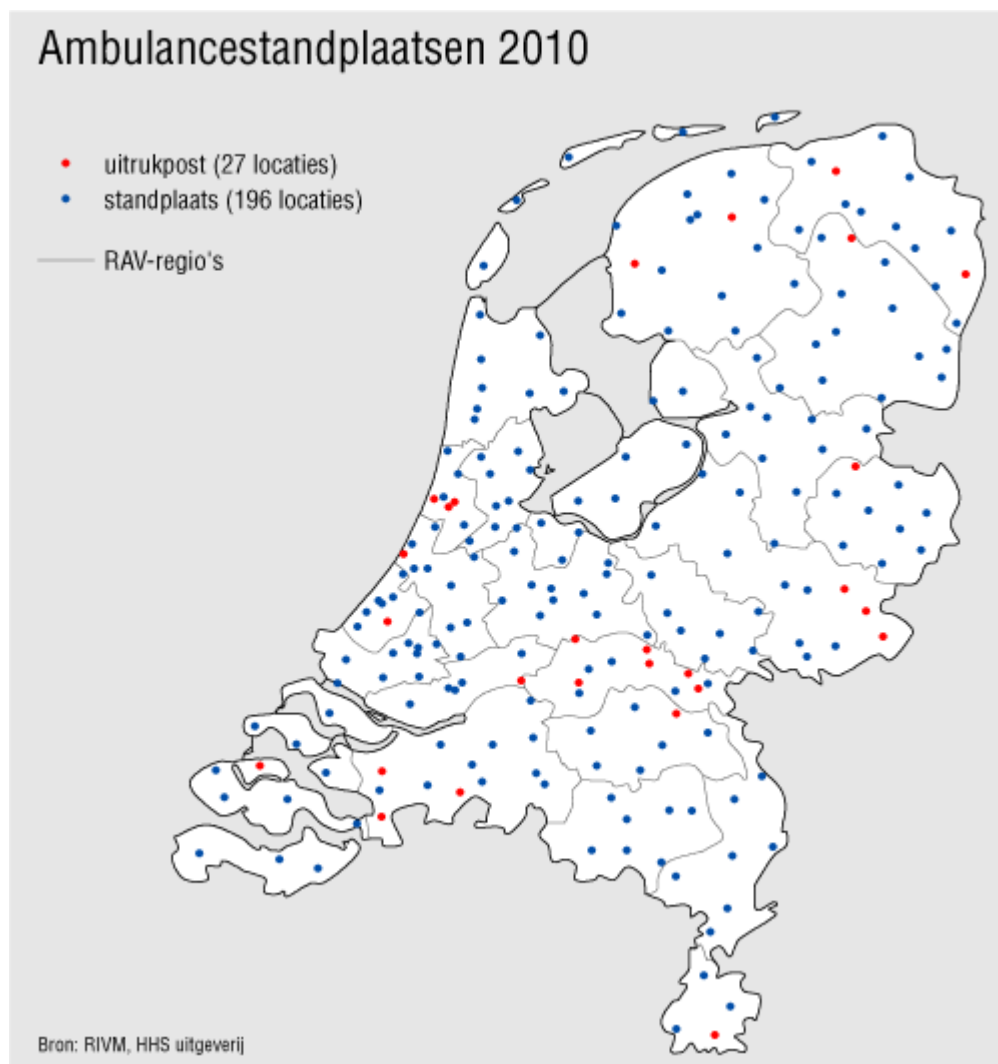 Ambulancestandplaatsen 2010
uitrukpost (27 locaties)
standplaats (196 locaties)
RAV-regio's
Bron: RIVM, HHS uitgeverij